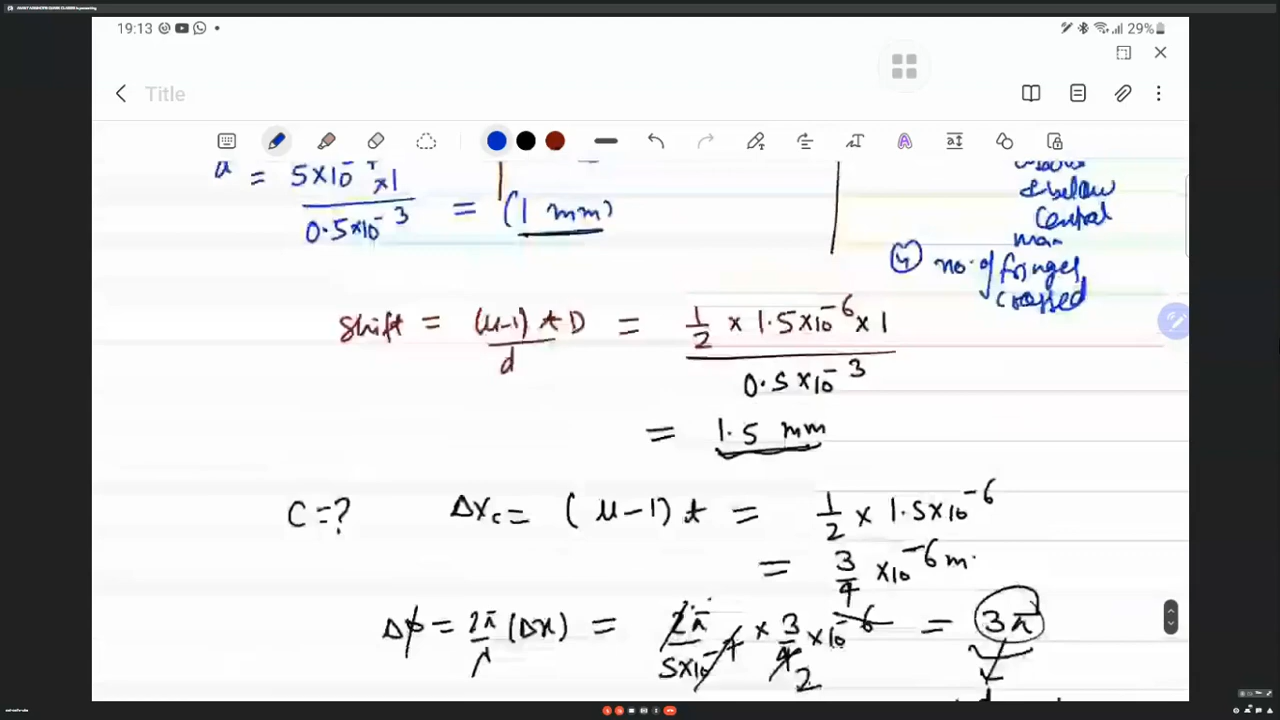 19:13
29%
Title
= 5×10⁻⁷×1 / 0.5×10⁻³ = (1 mm)
& below
Central
max
④ no. of fringes
crossed
Shift = (μ-1) t D / d = 1/2 × 1.5×10⁻⁶ × 1 / 0.5×10⁻³
= 1.5 mm
C=? Δx_c = (μ-1) t = 1/2 × 1.5×10⁻⁶
= 3/4 ×10⁻⁶ m.
Δϕ = 2π/λ (Δx) = 2π / 5×10⁻⁷ × 3/4 ×10⁻⁶ = 3π
2